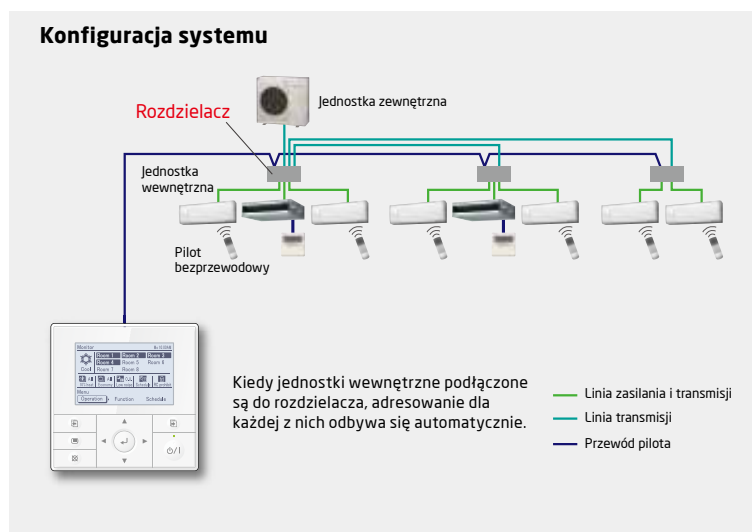 Konfiguracja systemu
Jednostka zewnętrzna
Rozdzielacz
Jednostka
wewnętrzna
Pilot
bezprzewodowy
Monitor
Room 1 Room 2 Room 3
Room 4 Room 5 Room 6
Cool Room 7 Room 8
Menu
Operation Function Schedule
Kiedy jednostki wewnętrzne podłączone
są do rozdzielacza, adresowanie dla
każdej z nich odbywa się automatycznie.
Linia zasilania i transmisji
Linia transmisji
Przewód pilota